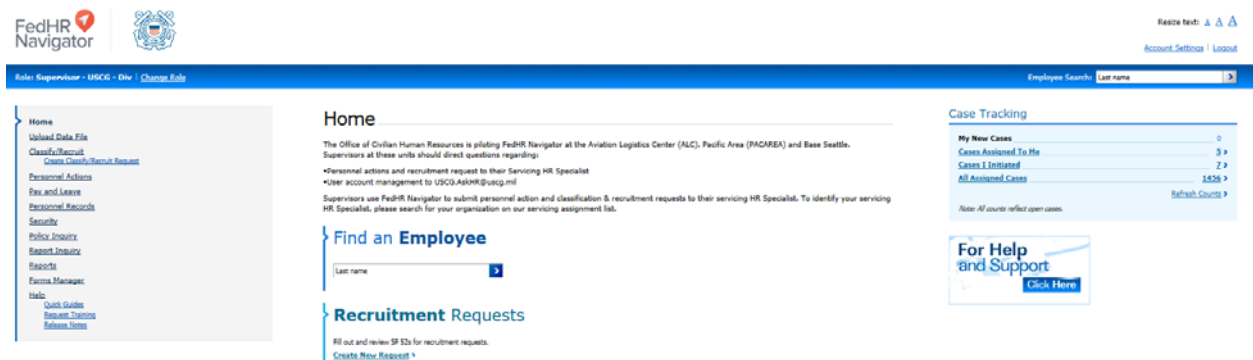 FedHR
Navigator
Resize text: A A A
Account Settings | Logout
Role: Supervisor - USCG - Div | Change Role
Employee Search: Last name
Home
Upload Data File
Classify/Recruit
Create Classify/Recruit Request
Personnel Actions
Pay and Leave
Personnel Records
Security
Policy Inquiry
Report Inquiry
Reports
Forms Manager
Help
Quick Guides
Request Training
Release Notes
Home
The Office of Civilian Human Resources is piloting FedHR Navigator at the Aviation Logistics Center (ALC), Pacific Area (PACAREA) and Base Seattle.
Supervisors at these units should direct questions regarding:
•Personnel actions and recruitment request to their Servicing HR Specialist
•User account management to USCG.AskHR@uscg.mil
Supervisors use FedHR Navigator to submit personnel action and classification & recruitment requests to their servicing HR Specialist. To identify your servicing
HR Specialist, please search for your organization on our servicing assignment list.
Find an Employee
Last name
Recruitment Requests
Fill out and review SF 52s for recruitment requests.
Create New Request >
Case Tracking
My New Cases 0
Cases Assigned To Me 5 >
Cases I Initiated 7 >
All Assigned Cases 1456 >
Refresh Counts >
Note: All counts reflect open cases.
For Help
and Support
Click Here